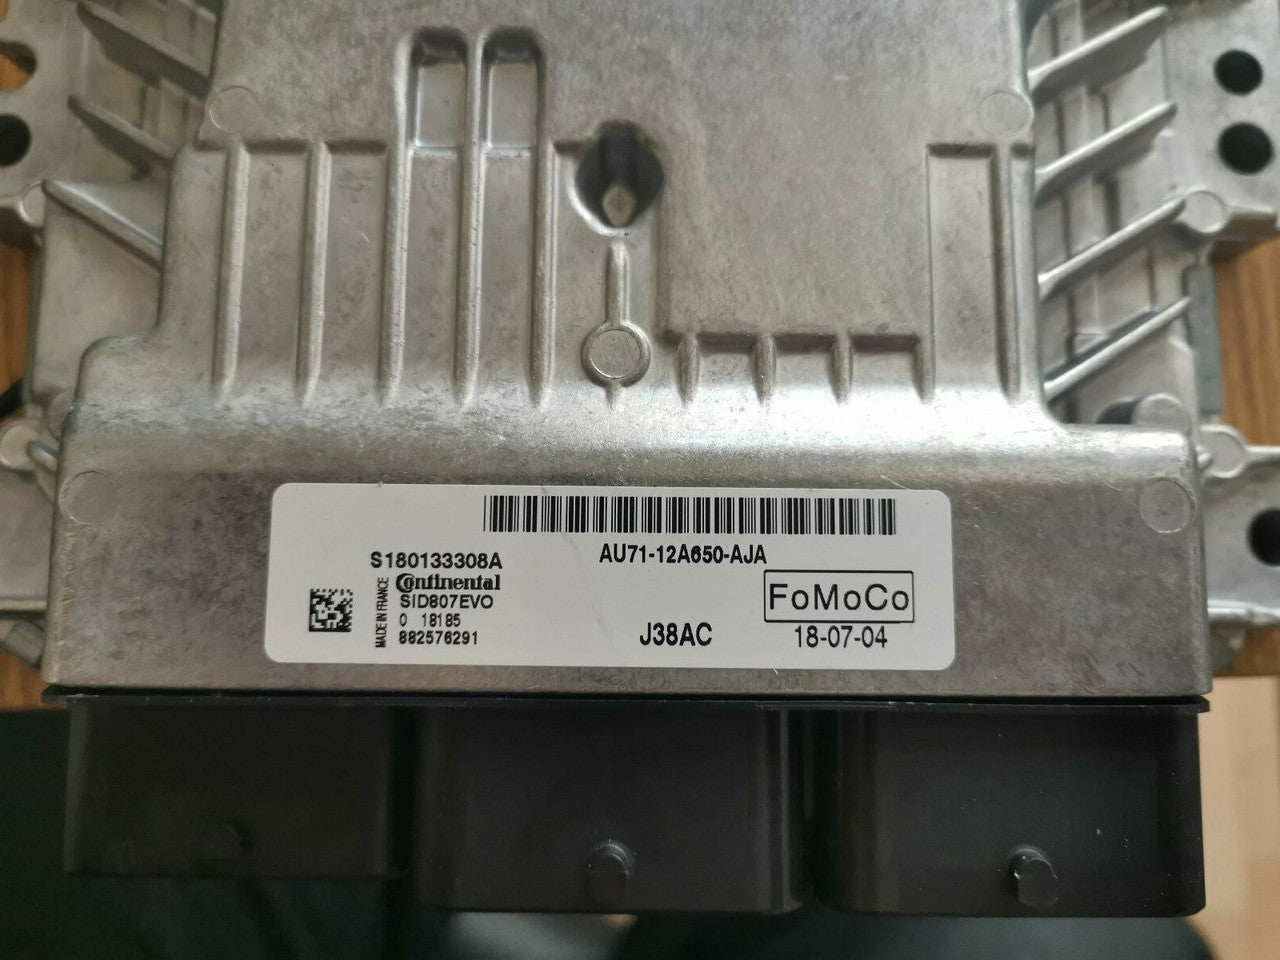 S180133308A
Continental
SID807EVO
0 18185
882576291
MADE IN FRANCE
AU71-12A650-AJA
FoMoCo
J38AC
18-07-04